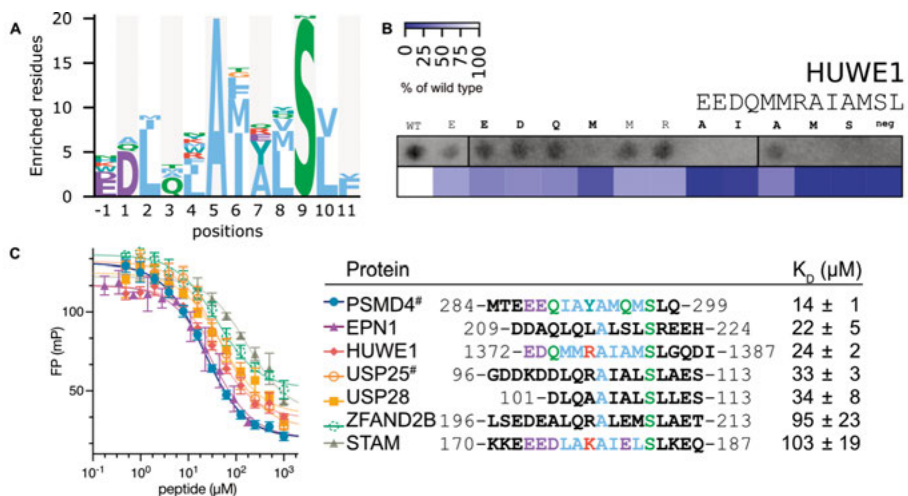 A
Enriched residues
20
15
10
5
0
-1 1 2 3 4 5 6 7 8 9 10 11
positions
B
0
25
50
75
100
% of wild type
HUWE1
EEDQMMRAIAMSL
WT E E D Q M M R A I A M S neg
C
FP (mP)
100
50
10-1 100 101 102 103
peptide (µM)
Protein KD (µM)
PSMD4# 284-MTEEEQIAYAMQMSLQ-299 14 ± 1
EPN1 209-DDAQLQLALSLSREEH-224 22 ± 5
HUWE1 1372-EDQMMRAIAMSLGQDI-1387 24 ± 2
USP25# 96-GDDKDDLQRAIALSLAES-113 33 ± 3
USP28 101-DLQAAIALSLLES-113 34 ± 8
ZFAND2B 196-LSEDEALQRALEMSLAET-213 95 ± 23
STAM 170-KKEEEDLAKAIELSLKEQ-187 103 ± 19